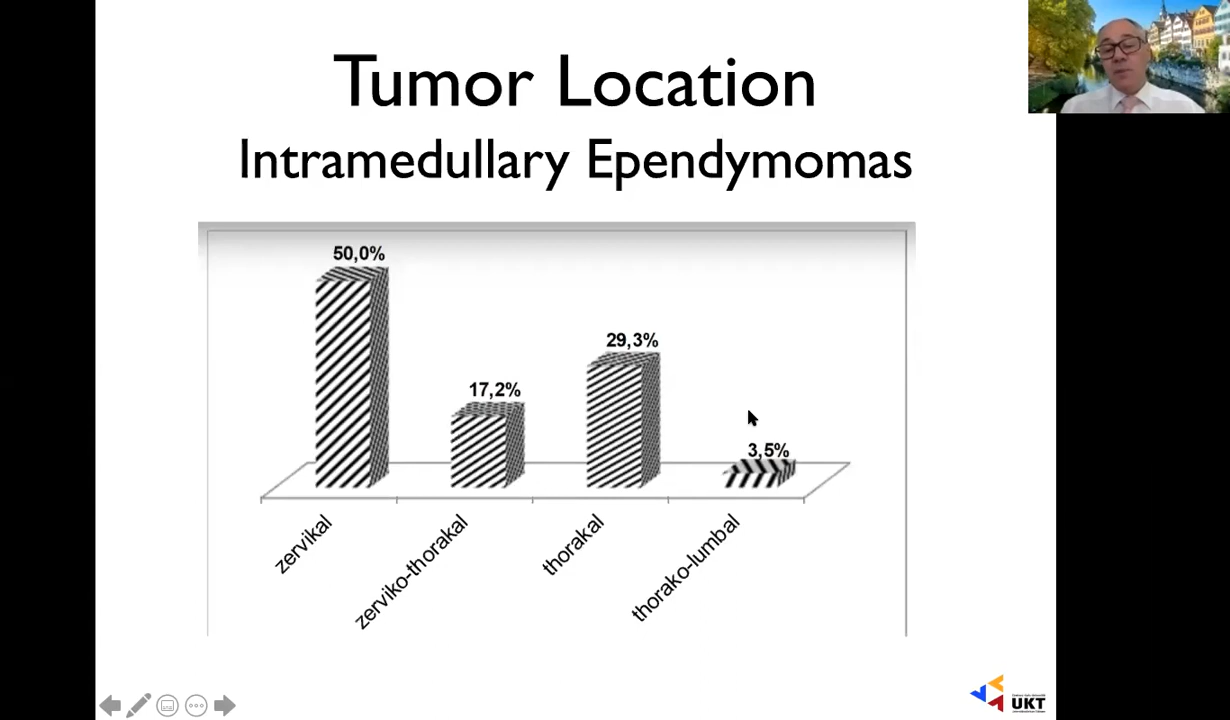 Tumor Location
Intramedullary Ependymomas
50,0%
17,2%
29,3%
3,5%
zervikal
zerviko-thorakal
thorakal
thorako-lumbal
UKT